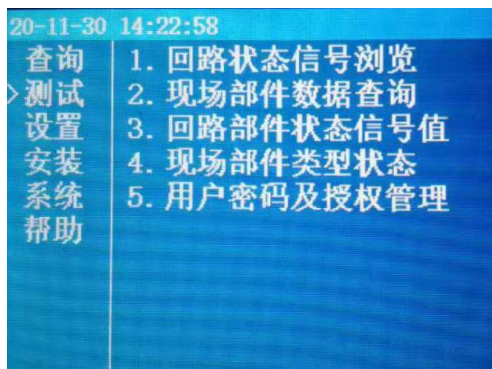 20-11-30 14:22:58
查询 1. 回路状态信号浏览
>测试 2. 现场部件数据查询
设置 3. 回路部件状态信号值
安装 4. 现场部件类型状态
系统 5. 用户密码及授权管理
帮助